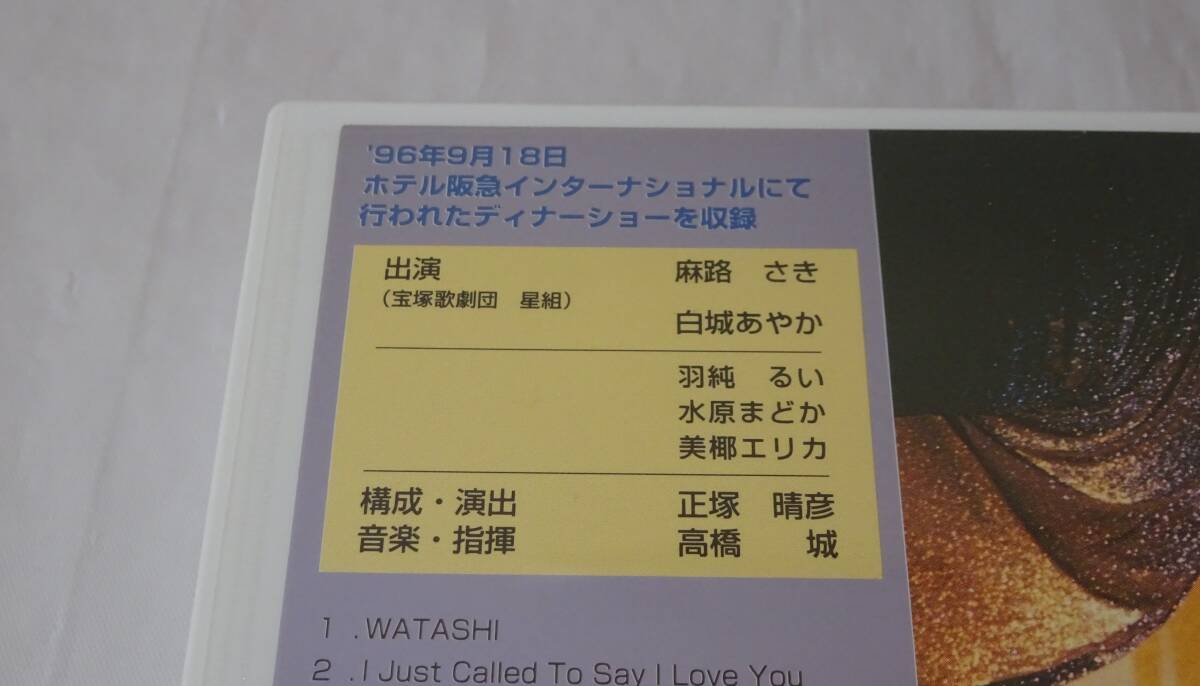 '96年9月18日
ホテル阪急インターナショナルにて
行われたディナーショーを収録
出演 麻路 さき
(宝塚歌劇団 星組)
白城あやか
羽純 るい
水原まどか
美椰エリカ
構成・演出 正塚 晴彦
音楽・指揮 高橋 城
1 .WATASHI
2 .I Just Called To Say I Love You